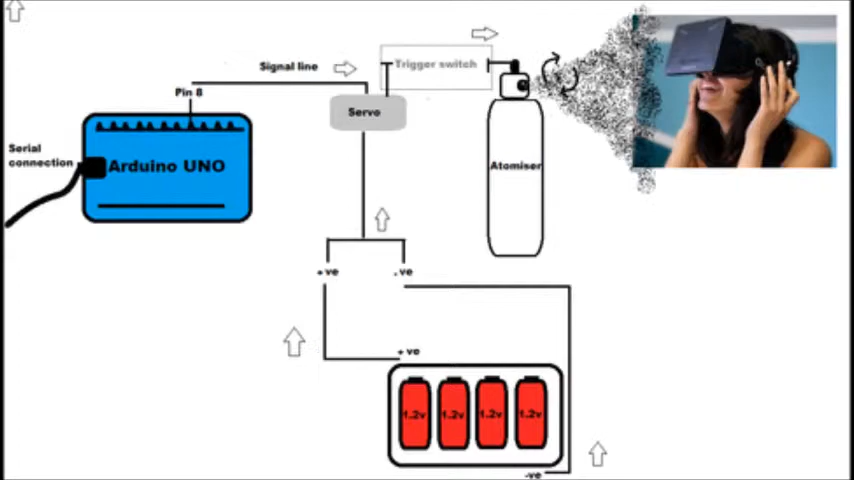 Signal line
Trigger switch
Pin 8
Servo
Serial
connection
Arduino UNO
Atomiser
+ ve
. ve
+ ve
1.2v
1.2v
1.2v
1.2v
-ve